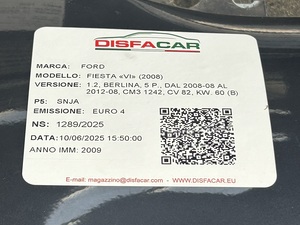 DISFACAR
MARCA: FORD
MODELLO: FIESTA «VI» (2008)
VERSIONE: 1.2, BERLINA, 5 P., DAL 2008-08 AL
2012-08, CM3 1242, CV 82, KW. 60 (B)
P5: SNJA
EMISSIONE: EURO 4
NS: 1289/2025
DATA:10/06/2025 15:50:00
ANNO IMM: 2009
E-mail: magazzino@disfacar.com - WWW.DISFACAR.EU